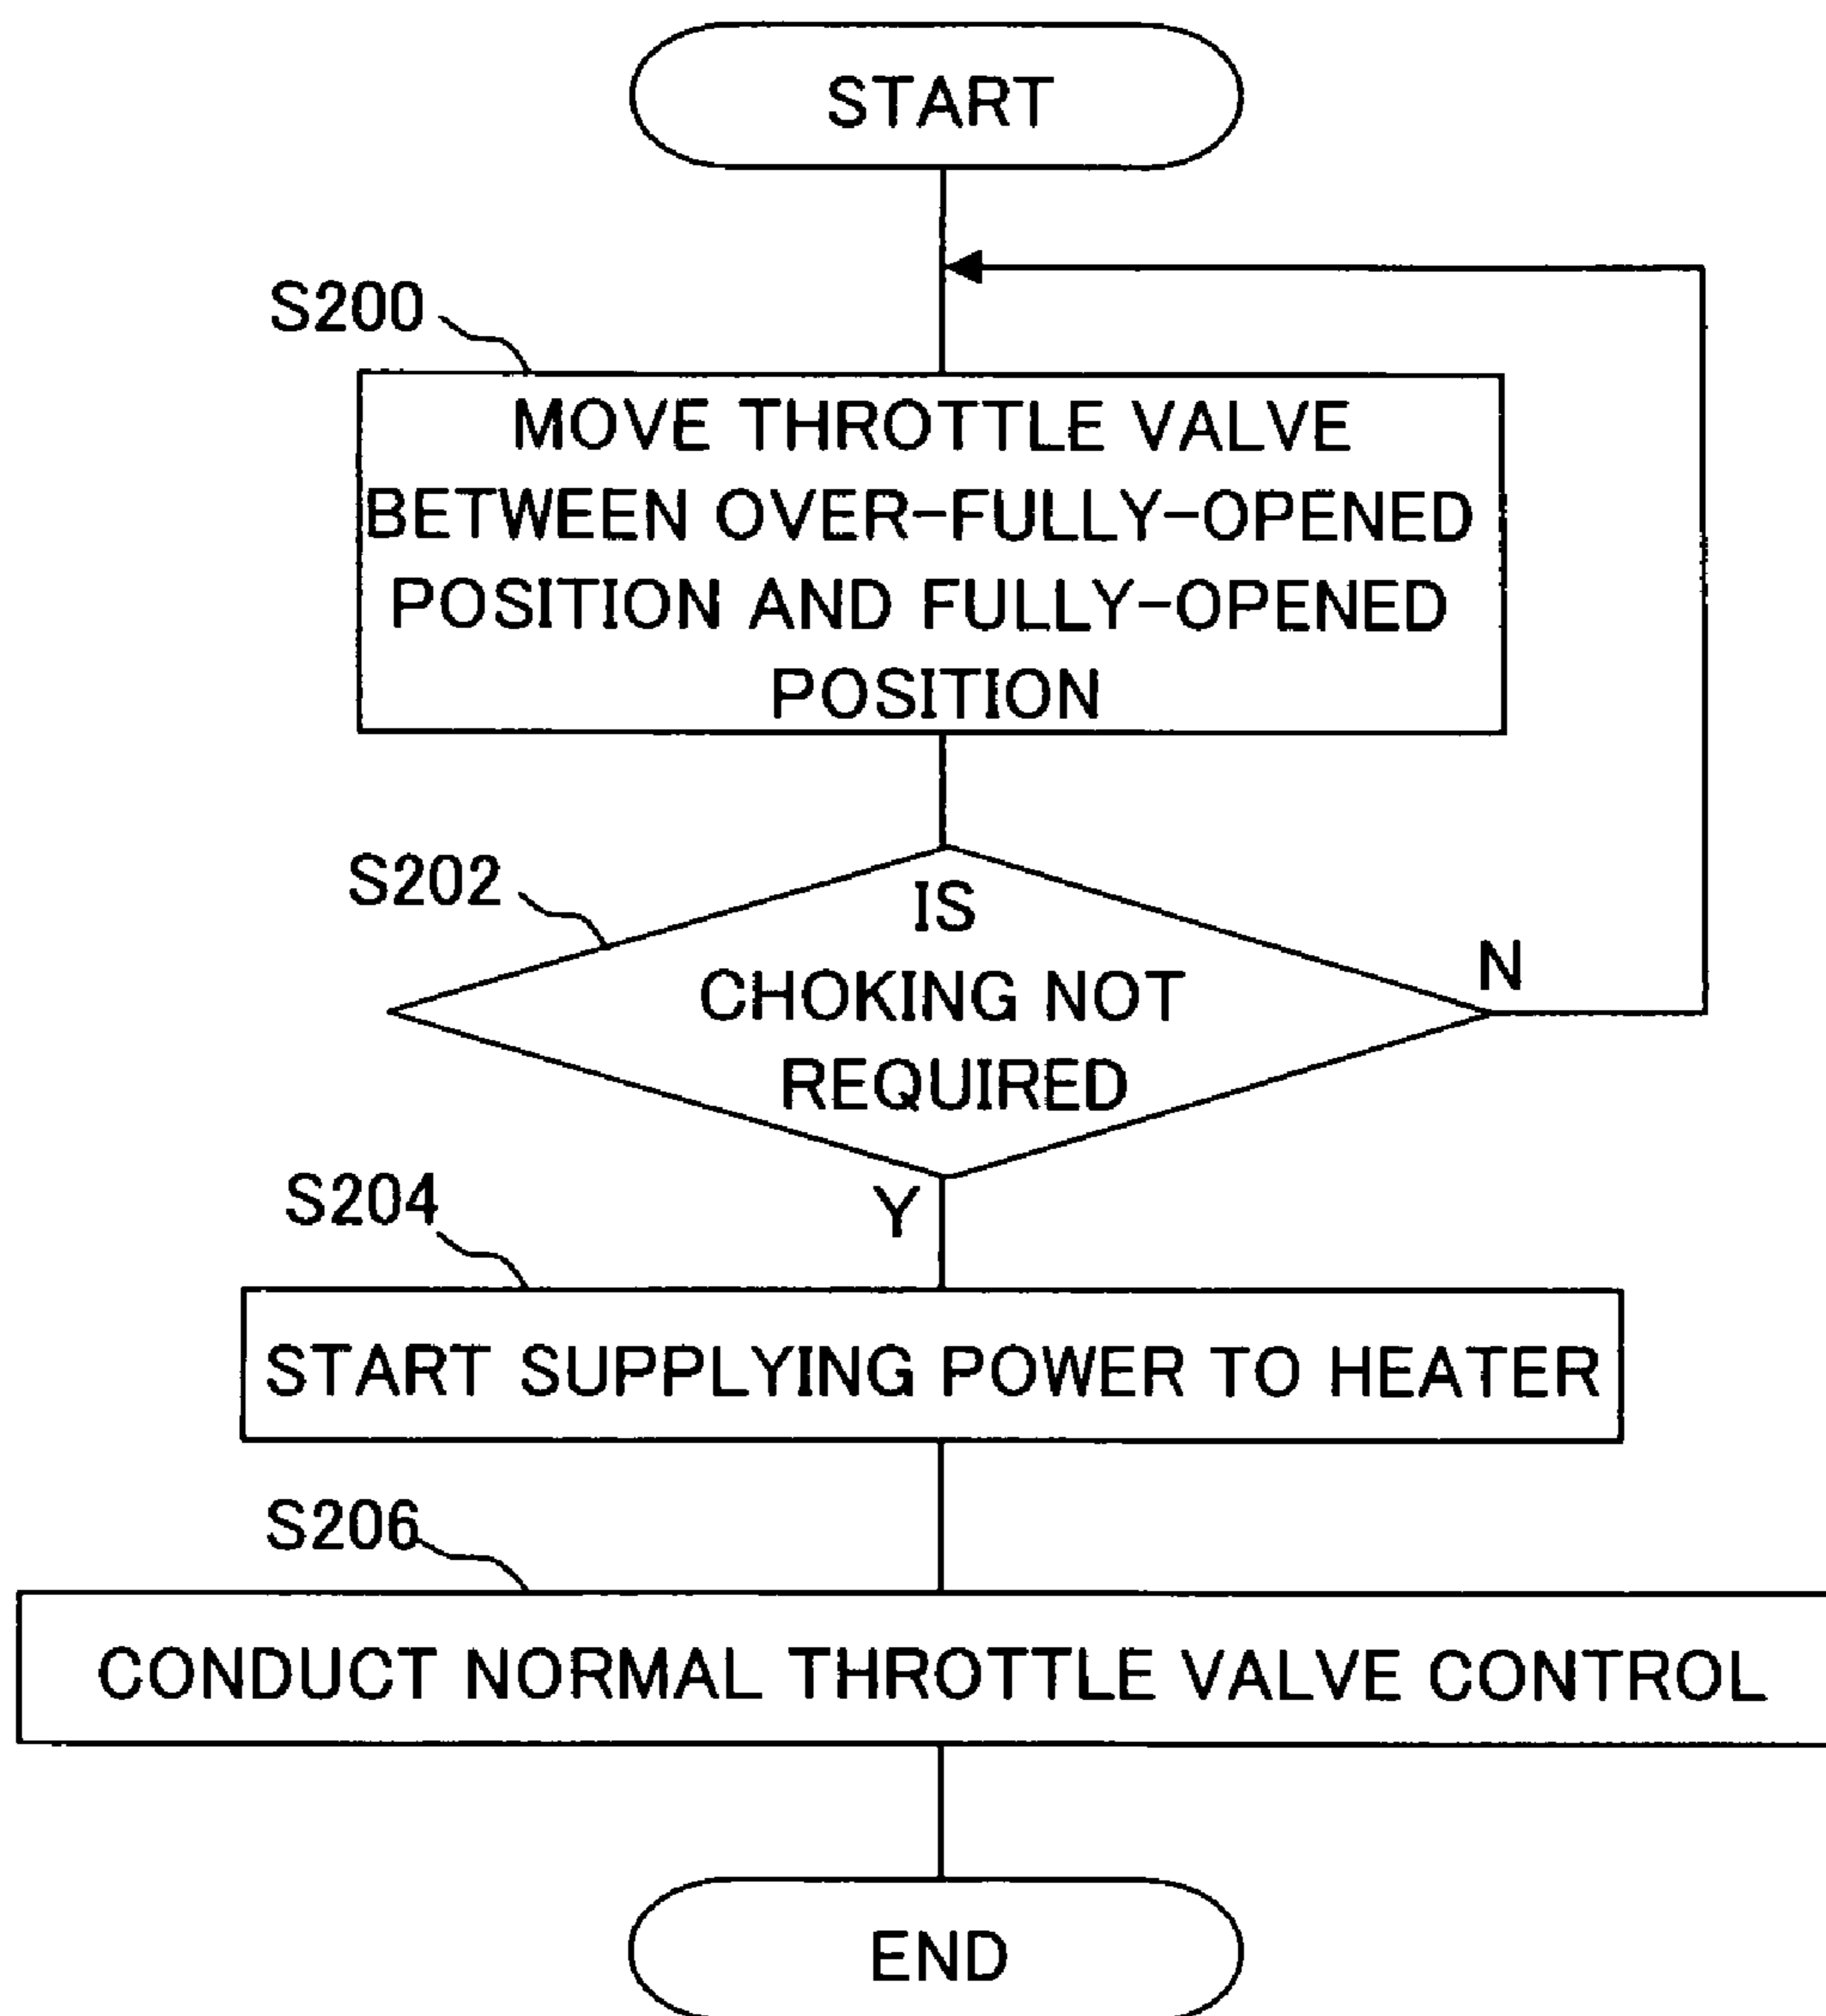 START
S200
MOVE THROTTLE VALVE
BETWEEN OVER-FULLY-OPENED
POSITION AND FULLY-OPENED
POSITION
S202
IS
CHOKING NOT
REQUIRED
N
Y
S204
START SUPPLYING POWER TO HEATER
S206
CONDUCT NORMAL THROTTLE VALVE CONTROL
END